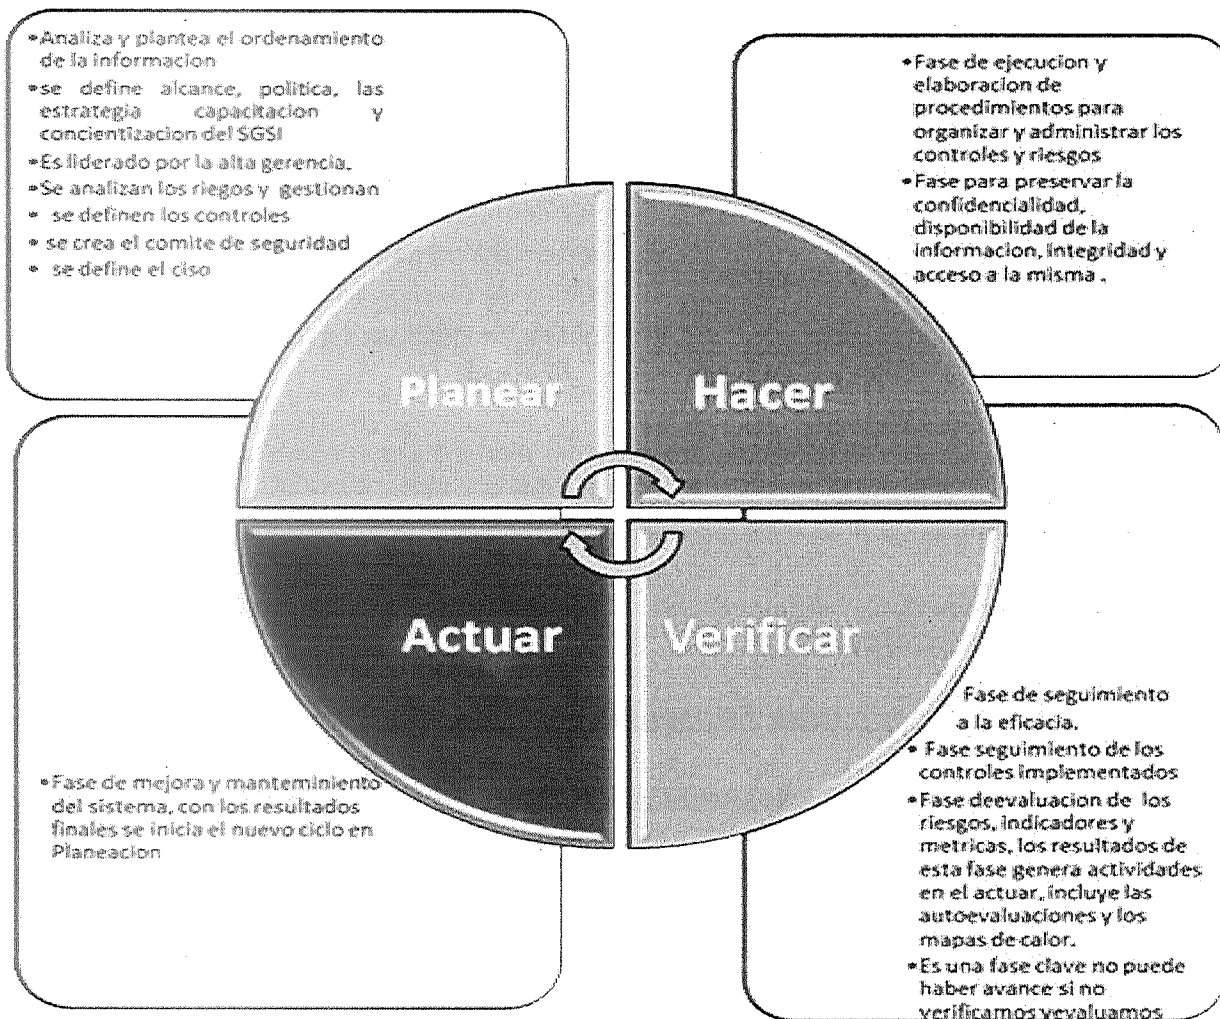 •Analiza y plantea el ordenamiento
de la informacion
•se define alcance, politica, las
estrategia capacitacion y
concientizacion del SGSI
•Es liderado por la alta gerencia.
•Se analizan los riegos y gestionan
• se definen los controles
• se crea el comite de seguridad
• se define el ciso
•Fase de ejecucion y
elaboracion de
procedimientos para
organizar y administrar los
controles y riesgos
•Fase para preservar la
confidencialidad,
disponibilidad de la
informacion, integridad y
acceso a la misma .
Planear
Hacer
Actuar
Verificar
•Fase de mejora y manteminiento
del sistema, con los resultados
finales se inicia el nuevo ciclo en
Planeacion
Fase de seguimiento
a la eficacia.
• Fase seguimiento de los
controles implementados
•Fase deevaluacion de los
riesgos, indicadores y
metricas, los resultados de
esta fase genera actividades
en el actuar, incluye las
autoevaluaciones y los
mapas de calor.
•Es una fase clave no puede
haber avance si no
verificamos yevaluamos